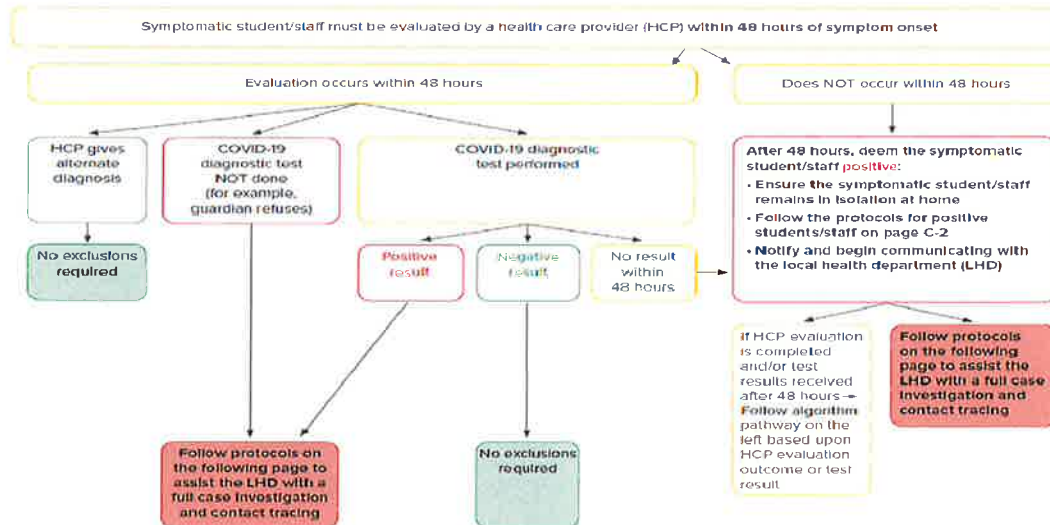 Symptomatic student/staff must be evaluated by a health care provider (HCP) within 48 hours of symptom onset
Evaluation occurs within 48 hours
Does NOT occur within 48 hours
HCP gives
alternate
diagnosis
COVID-19
diagnostic test
NOT done
(for example,
guardian refuses)
COVID-19 diagnostic
test performed
After 48 hours, deem the symptomatic
student/staff positive:
• Ensure the symptomatic student/staff
remains in isolation at home
• Follow the protocols for positive
students/staff on page C-2
• Notify and begin communicating with
the local health department (LHD)
No exclusions
required
Positive
result
Negative
result
No result
within
48 hours
If HCP evaluation
is completed
and/or test
results received
after 48 hours →
Follow algorithm
pathway on the
left based upon
HCP evaluation
outcome or test
result
Follow protocols
on the following
page to assist the
LHD with a full case
investigation and
contact tracing
Follow protocols on
the following page to
assist the LHD with a
full case investigation
and contact tracing
No exclusions
required